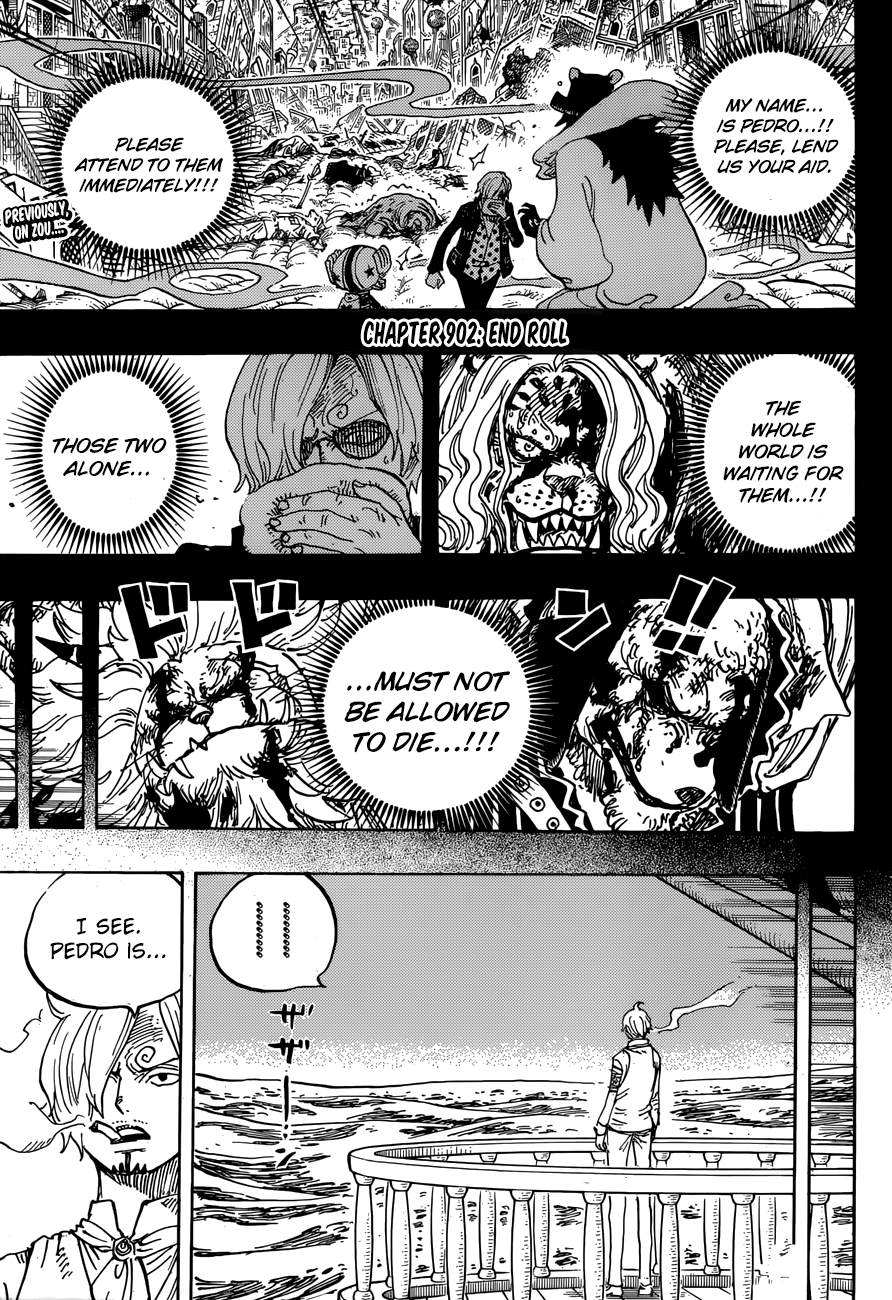 MY NAME...
IS PEDRO...!!
PLEASE, LEND
US YOUR AID.
PLEASE
ATTEND TO THEM
IMMEDIATELY!!!
PREVIOUSLY,
ON ZOU...
CHAPTER 902: END ROLL
THE
WHOLE
WORLD IS
WAITING FOR
THEM...!!
THOSE TWO
ALONE...
ドドン!!
...MUST NOT
BE ALLOWED
TO DIE...!!!
.................
ザザ...
I SEE.
PEDRO IS...